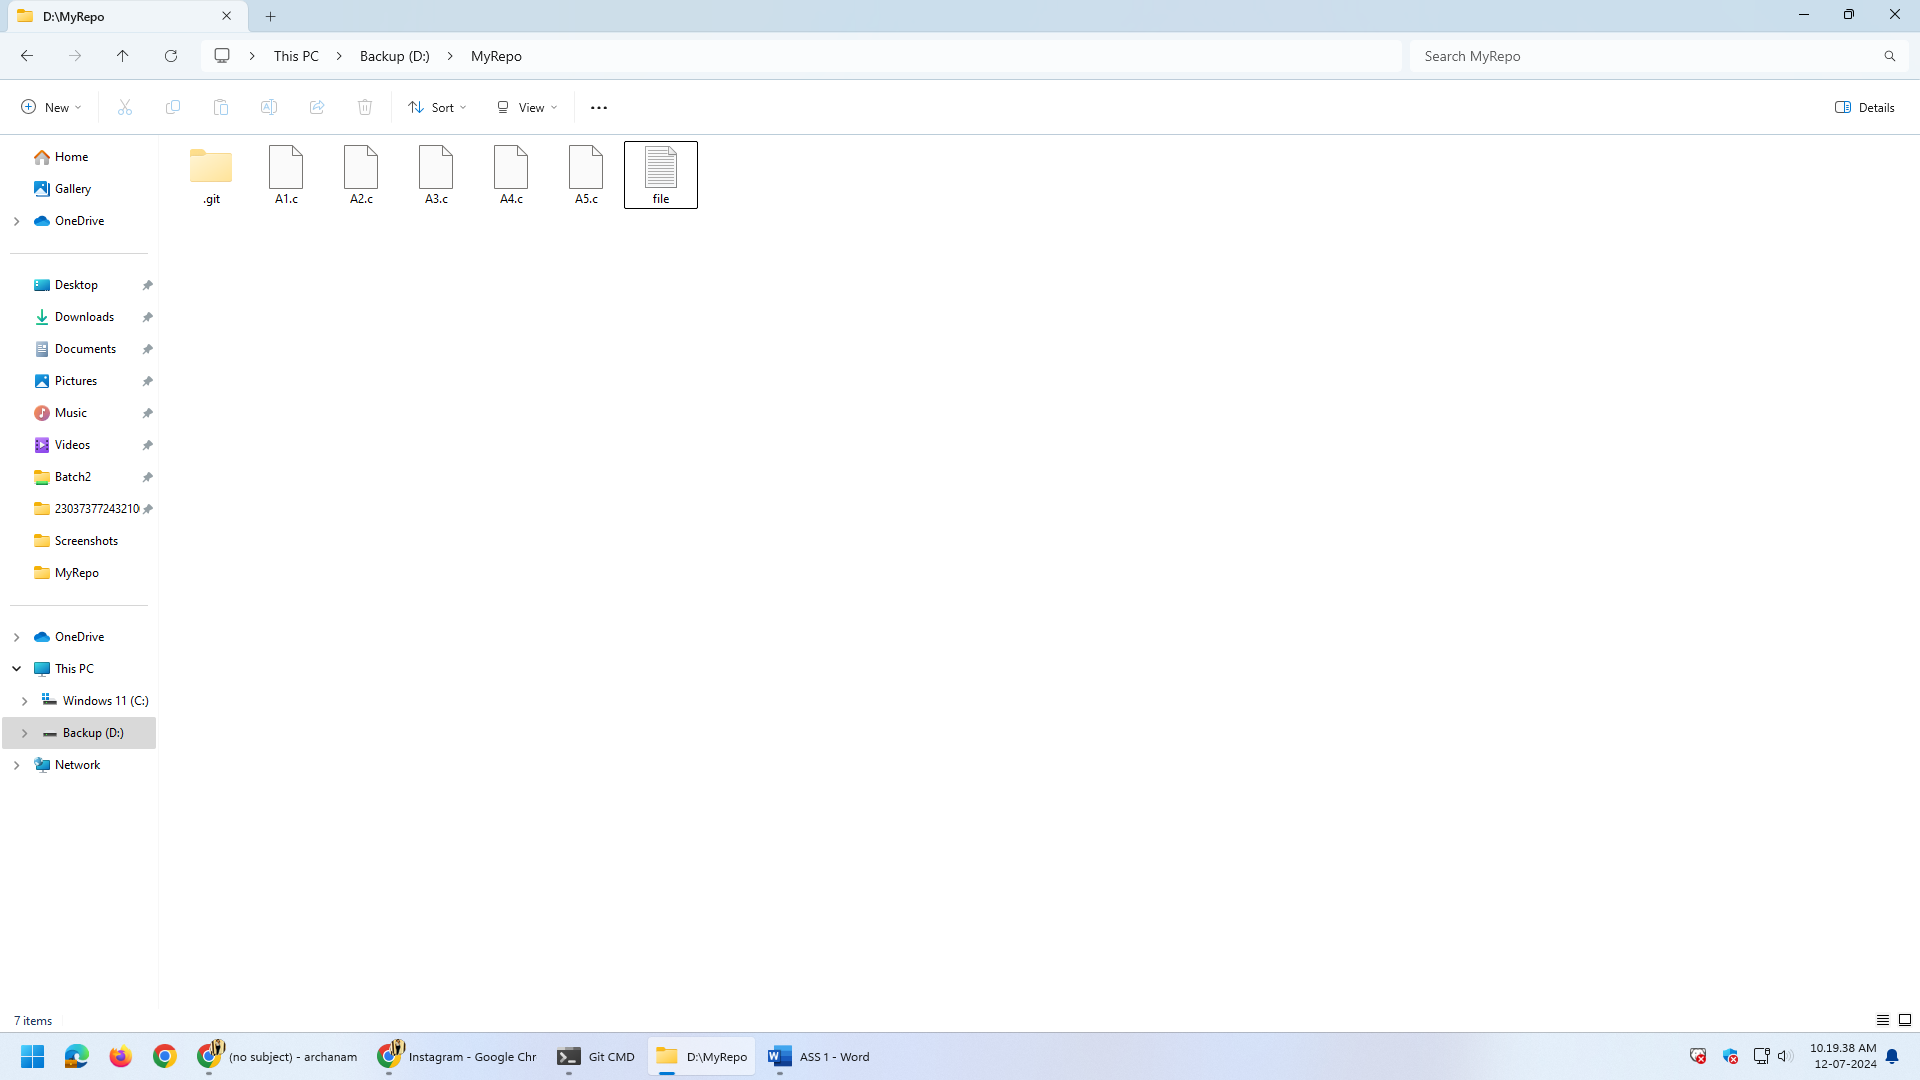 D:\MyRepo
This PC
Backup (D:)
MyRepo
Search MyRepo
New
Sort
View
Details
Home
Gallery
OneDrive
Desktop
Downloads
Documents
Pictures
Music
Videos
Batch2
23037377243210
Screenshots
MyRepo
OneDrive
This PC
Windows 11 (C:)
Backup (D:)
Network
.git
A1.c
A2.c
A3.c
A4.c
A5.c
file
7 items
(no subject) - archanam
Instagram - Google Chr
Git CMD
D:\MyRepo
ASS 1 - Word
10.19.38 AM
12-07-2024